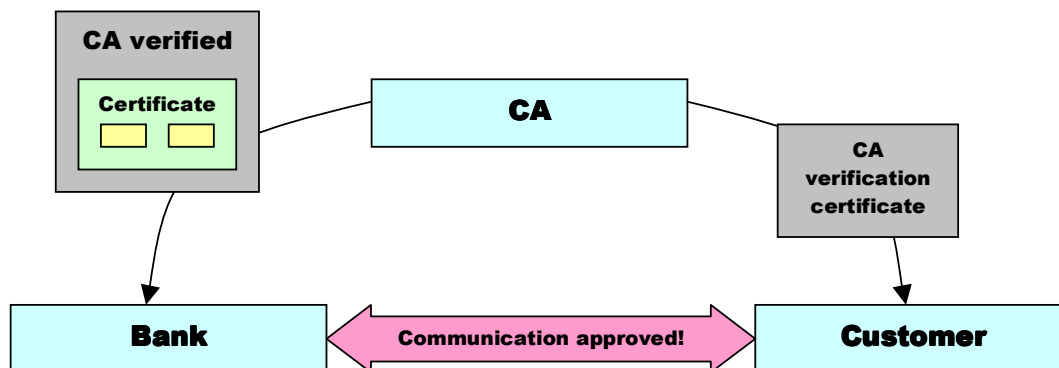 CA verified
Certificate
CA
CA
verification
certificate
Bank
Communication approved!
Customer